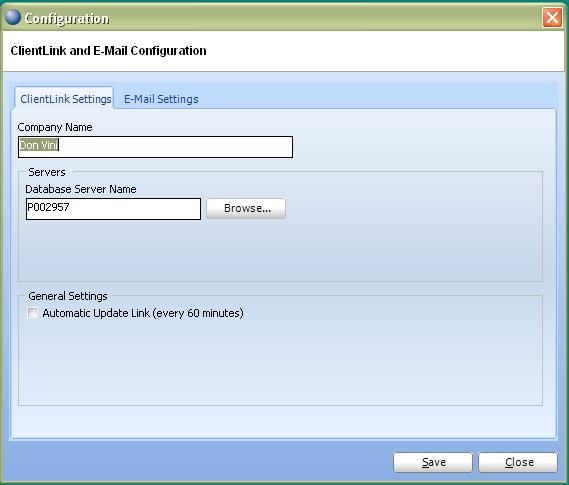 Configuration
ClientLink and E-Mail Configuration
ClientLink Settings E-Mail Settings
Company Name
Don Vini
Servers
Database Server Name
P002957 Browse...
General Settings
Automatic Update Link (every 60 minutes)
Save Close